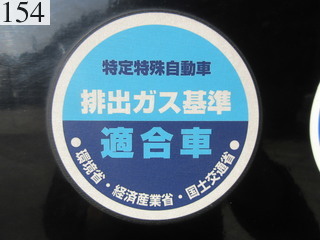 154
特定特殊自動車
排出ガス基準
適合車
●環境省・経済産業省・国土交通省●